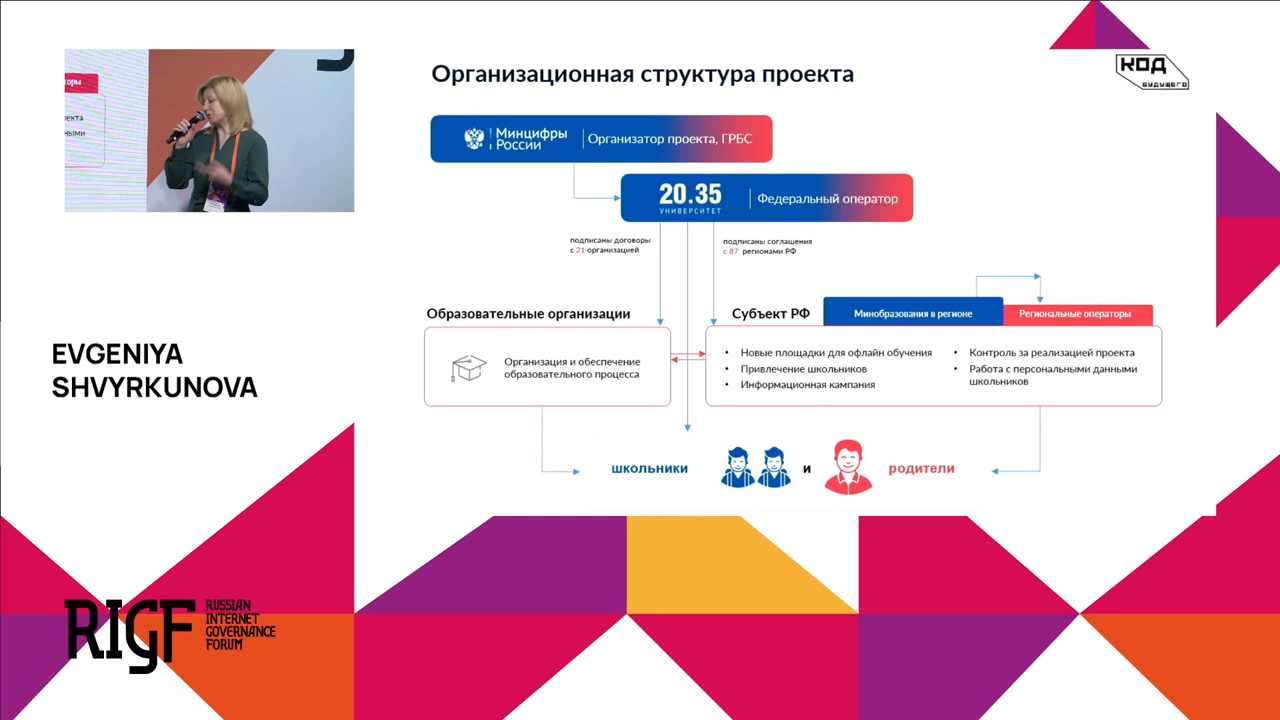 Организационная структура проекта
КОД
БУДУЩЕГО
Минцифры
России
Организатор проекта, ГРБС
20.35
УНИВЕРСИТЕТ
Федеральный оператор
подписаны договоры
с 21 организацией
подписаны соглашения
с 87 регионами РФ
Образовательные организации
Субъект РФ
Минобразования в регионе
Региональные операторы
Организация и обеспечение
образовательного процесса
• Новые площадки для офлайн обучения
• Привлечение школьников
• Информационная кампания
• Контроль за реализацией проекта
• Работа с персональными данными
школьников
школьники
и
родители
EVGENIYA
SHVYRKUNOVA
RIGF
RUSSIAN
INTERNET
GOVERNANCE
FORUM